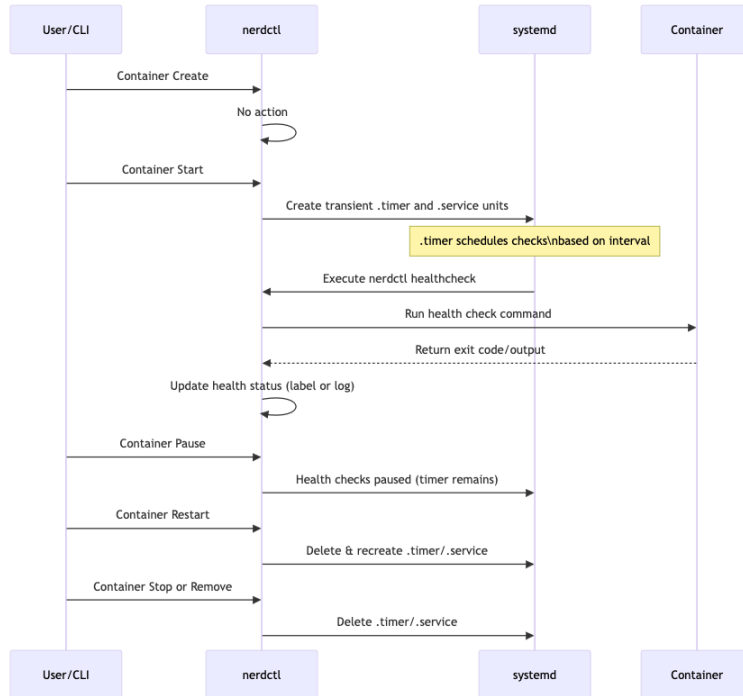 User/CLI
nerdctl
systemd
Container
Container Create
No action
Container Start
Create transient .timer and .service units
.timer schedules checks\nbased on interval
Execute nerdctl healthcheck
Run health check command
Return exit code/output
Update health status (label or log)
Container Pause
Health checks paused (timer remains)
Container Restart
Delete & recreate .timer/.service
Container Stop or Remove
Delete .timer/.service
User/CLI
nerdctl
systemd
Container